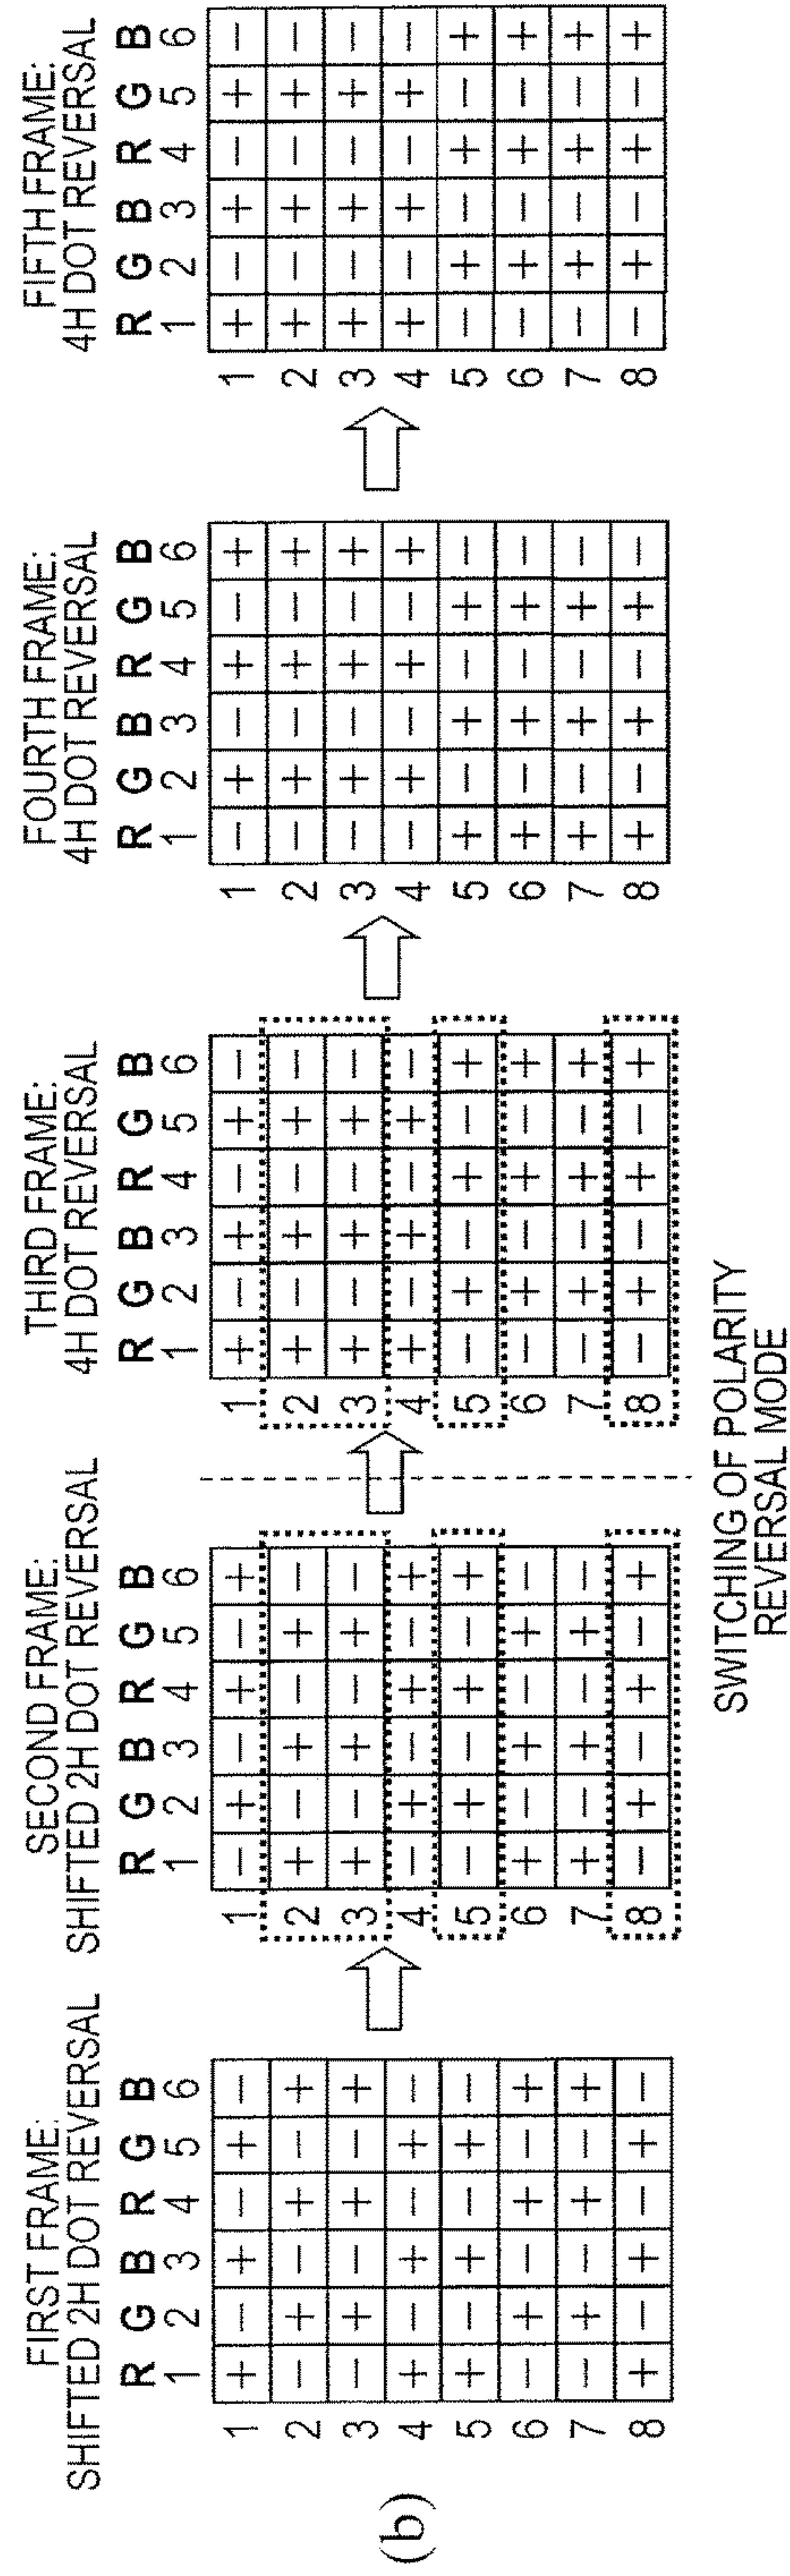 (b)
FIRST FRAME:
SHIFTED 2H DOT REVERSAL
R G B R G B
1 2 3 4 5 6
1 + − + − + −
2 − + − + − +
3 − + − + − +
4 + − + − + −
5 + − + − + −
6 − + − + − +
7 − + − + − +
8 + − + − + −
SECOND FRAME:
SHIFTED 2H DOT REVERSAL
R G B R G B
1 2 3 4 5 6
1 − + − + − +
2 + − + − + −
3 + − + − + −
4 − + − + − +
5 − + − + − +
6 + − + − + −
7 + − + − + −
8 − + − + − +
SWITCHING OF POLARITY
REVERSAL MODE
THIRD FRAME:
4H DOT REVERSAL
R G B R G B
1 2 3 4 5 6
1 + − + − + −
2 + − + − + −
3 + − + − + −
4 + − + − + −
5 − + − + − +
6 − + − + − +
7 − + − + − +
8 − + − + − +
FOURTH FRAME:
4H DOT REVERSAL
R G B R G B
1 2 3 4 5 6
1 − + − + − +
2 − + − + − +
3 − + − + − +
4 − + − + − +
5 + − + − + −
6 + − + − + −
7 + − + − + −
8 + − + − + −
FIFTH FRAME:
4H DOT REVERSAL
R G B R G B
1 2 3 4 5 6
1 + − + − + −
2 + − + − + −
3 + − + − + −
4 + − + − + −
5 − + − + − +
6 − + − + − +
7 − + − + − +
8 − + − + − +